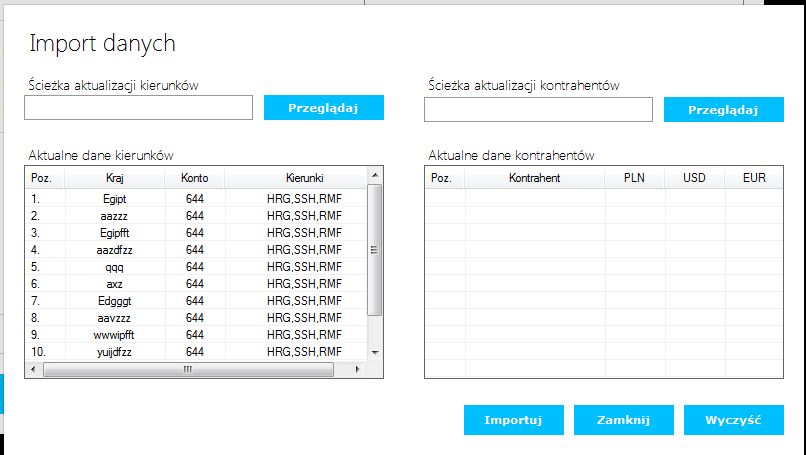 Import danych
Ścieżka aktualizacji kierunków
Przeglądaj
Ścieżka aktualizacji kontrahentów
Przeglądaj
Aktualne dane kierunków
Poz. Kraj Konto Kierunki
1. Egipt 644 HRG,SSH,RMF
2. aazzz 644 HRG,SSH,RMF
3. Egipfft 644 HRG,SSH,RMF
4. aazdfzz 644 HRG,SSH,RMF
5. qqq 644 HRG,SSH,RMF
6. axz 644 HRG,SSH,RMF
7. Edgggt 644 HRG,SSH,RMF
8. aavzzz 644 HRG,SSH,RMF
9. wwwipfft 644 HRG,SSH,RMF
10. yuijdfzz 644 HRG,SSH,RMF
Aktualne dane kontrahentów
Poz. Kontrahent PLN USD EUR
Importuj Zamknij Wyczyść